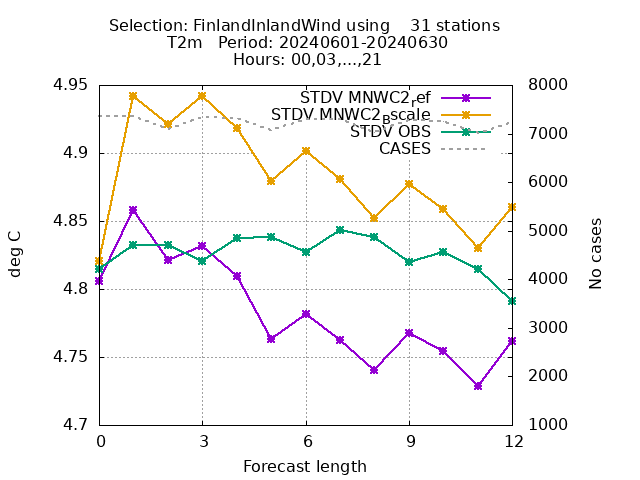 Selection: FinlandInlandWind using    31 stations
T2m   Period: 20240601-20240630
Hours: 00,03,...,21
STDV MNWC2ref
STDV MNWC2Bscale
STDV OBS
CASES
4.95
4.9
4.85
4.8
4.75
4.7
8000
7000
6000
5000
4000
3000
2000
1000
deg C
No cases
0 3 6 9 12
Forecast length